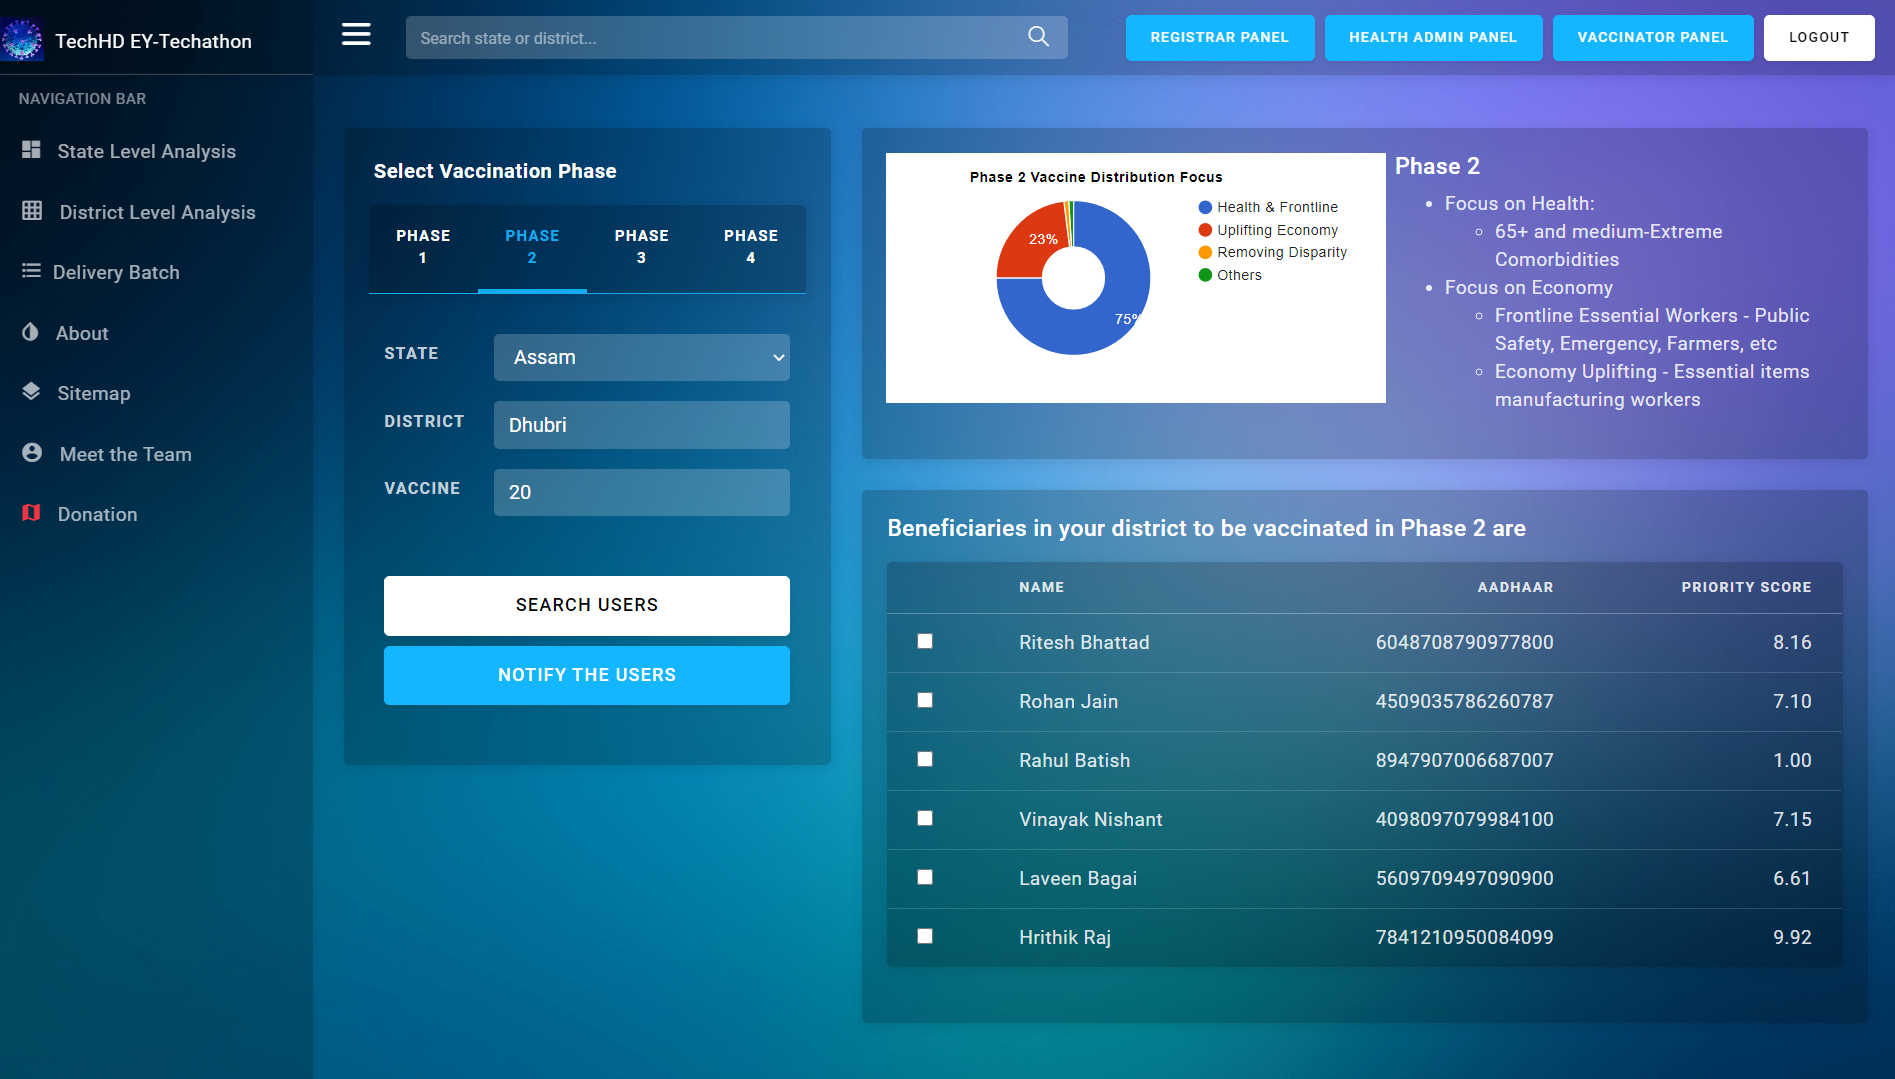 TechHD EY-Techathon
Search state or district...
REGISTRAR PANEL
HEALTH ADMIN PANEL
VACCINATOR PANEL
LOGOUT
NAVIGATION BAR
State Level Analysis
District Level Analysis
Delivery Batch
About
Sitemap
Meet the Team
Donation
Select Vaccination Phase
PHASE
1
PHASE
2
PHASE
3
PHASE
4
STATE
Assam
DISTRICT
Dhubri
VACCINE
20
SEARCH USERS
NOTIFY THE USERS
Phase 2 Vaccine Distribution Focus
23%
75%
Health & Frontline
Uplifting Economy
Removing Disparity
Others
Phase 2
Focus on Health:
65+ and medium-Extreme
Comorbidities
Focus on Economy
Frontline Essential Workers - Public
Safety, Emergency, Farmers, etc
Economy Uplifting - Essential items
manufacturing workers
Beneficiaries in your district to be vaccinated in Phase 2 are
NAME AADHAAR PRIORITY SCORE
Ritesh Bhattad 6048708790977800 8.16
Rohan Jain 4509035786260787 7.10
Rahul Batish 8947907006687007 1.00
Vinayak Nishant 4098097079984100 7.15
Laveen Bagai 5609709497090900 6.61
Hrithik Raj 7841210950084099 9.92